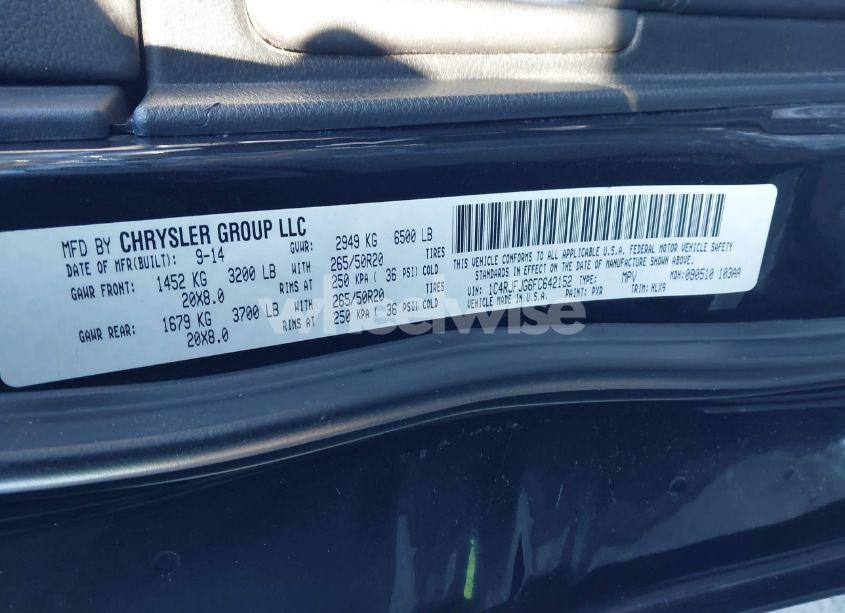 MFD BY CHRYSLER GROUP LLC
DATE OF MFR(BUILT): 9-14 GVWR: 2949 KG 6500 LB
GAWR FRONT: 1452 KG 3200 LB WITH 265/50R20 TIRES
20X8.0 RIMS AT 250 KPA ( 36 PSI) COLD
GAWR REAR: 1679 KG 3700 LB WITH 265/50R20 TIRES
20X8.0 RIMS AT 250 KPA ( 36 PSI) COLD
THIS VEHICLE CONFORMS TO ALL APPLICABLE U.S.A. FEDERAL MOTOR VEHICLE SAFETY
STANDARDS IN EFFECT ON THE DATE OF MANUFACTURE SHOWN ABOVE.
VIN: 1C4RJFJG6FC642152 TYPE: MPV MDH: 090510 103AA
VEHICLE MADE IN U.S.A. PAINT: PXR TRIM: HLX9
wheelwise